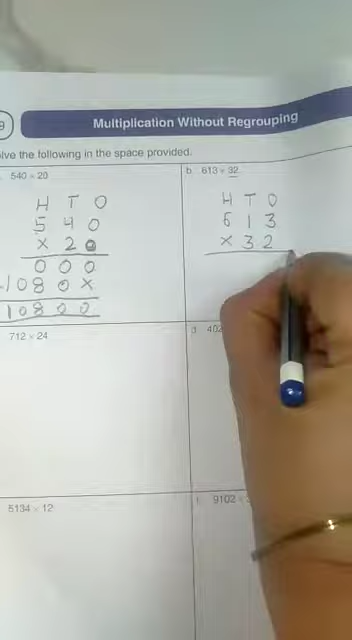 9
Multiplication Without Regrouping
lve the following in the space provided.
540 × 20
H T O
5 4 0
× 2 0
0 0 0
1 0 8 0 ×
1 0 8 0 0
b. 613 × 32
H T O
6 1 3
× 3 2
712 × 24
d. 402
5134 × 12
f. 9102 ×